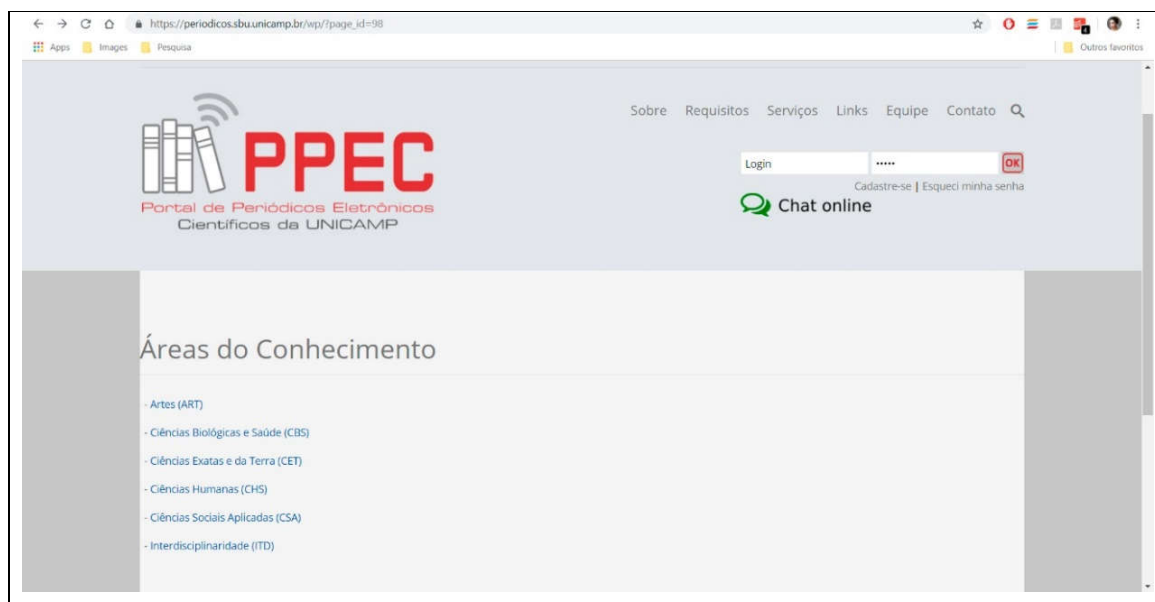 https://periodicos.sbu.unicamp.br/wp/?page_id=98
Apps Images Pesquisa Outros favoritos
Sobre Requisitos Serviços Links Equipe Contato
PPEC
Portal de Periódicos Eletrônicos
Científicos da UNICAMP
Login ••••• OK
Cadastre-se | Esqueci minha senha
Chat online
Áreas do Conhecimento
- Artes (ART)
- Ciências Biológicas e Saúde (CBS)
- Ciências Exatas e da Terra (CET)
- Ciências Humanas (CHS)
- Ciências Sociais Aplicadas (CSA)
- Interdisciplinaridade (ITD)